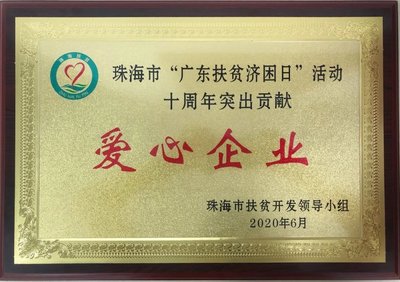 珠海市“广东扶贫济困日”活动
十周年突出贡献
爱心企业
珠海市扶贫开发领导小组
2020年6月